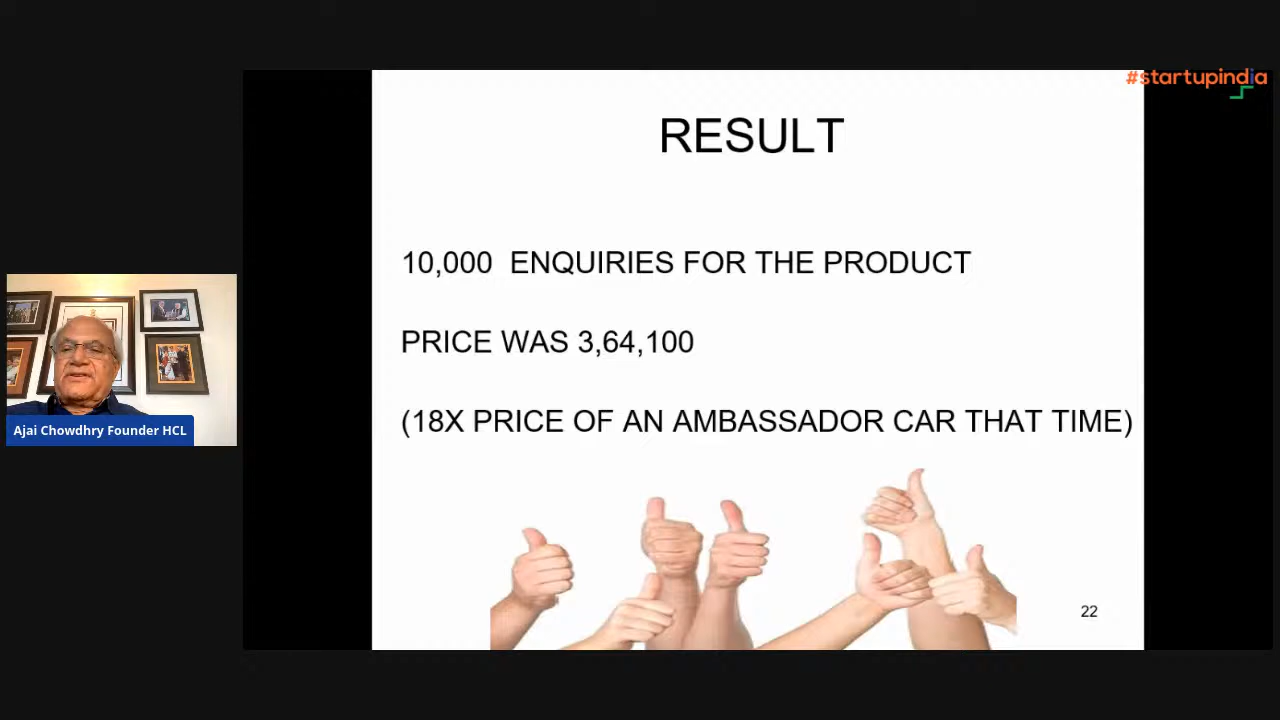 #startupindia
RESULT
10,000 ENQUIRIES FOR THE PRODUCT
PRICE WAS 3,64,100
(18X PRICE OF AN AMBASSADOR CAR THAT TIME)
22
Ajai Chowdhry Founder HCL